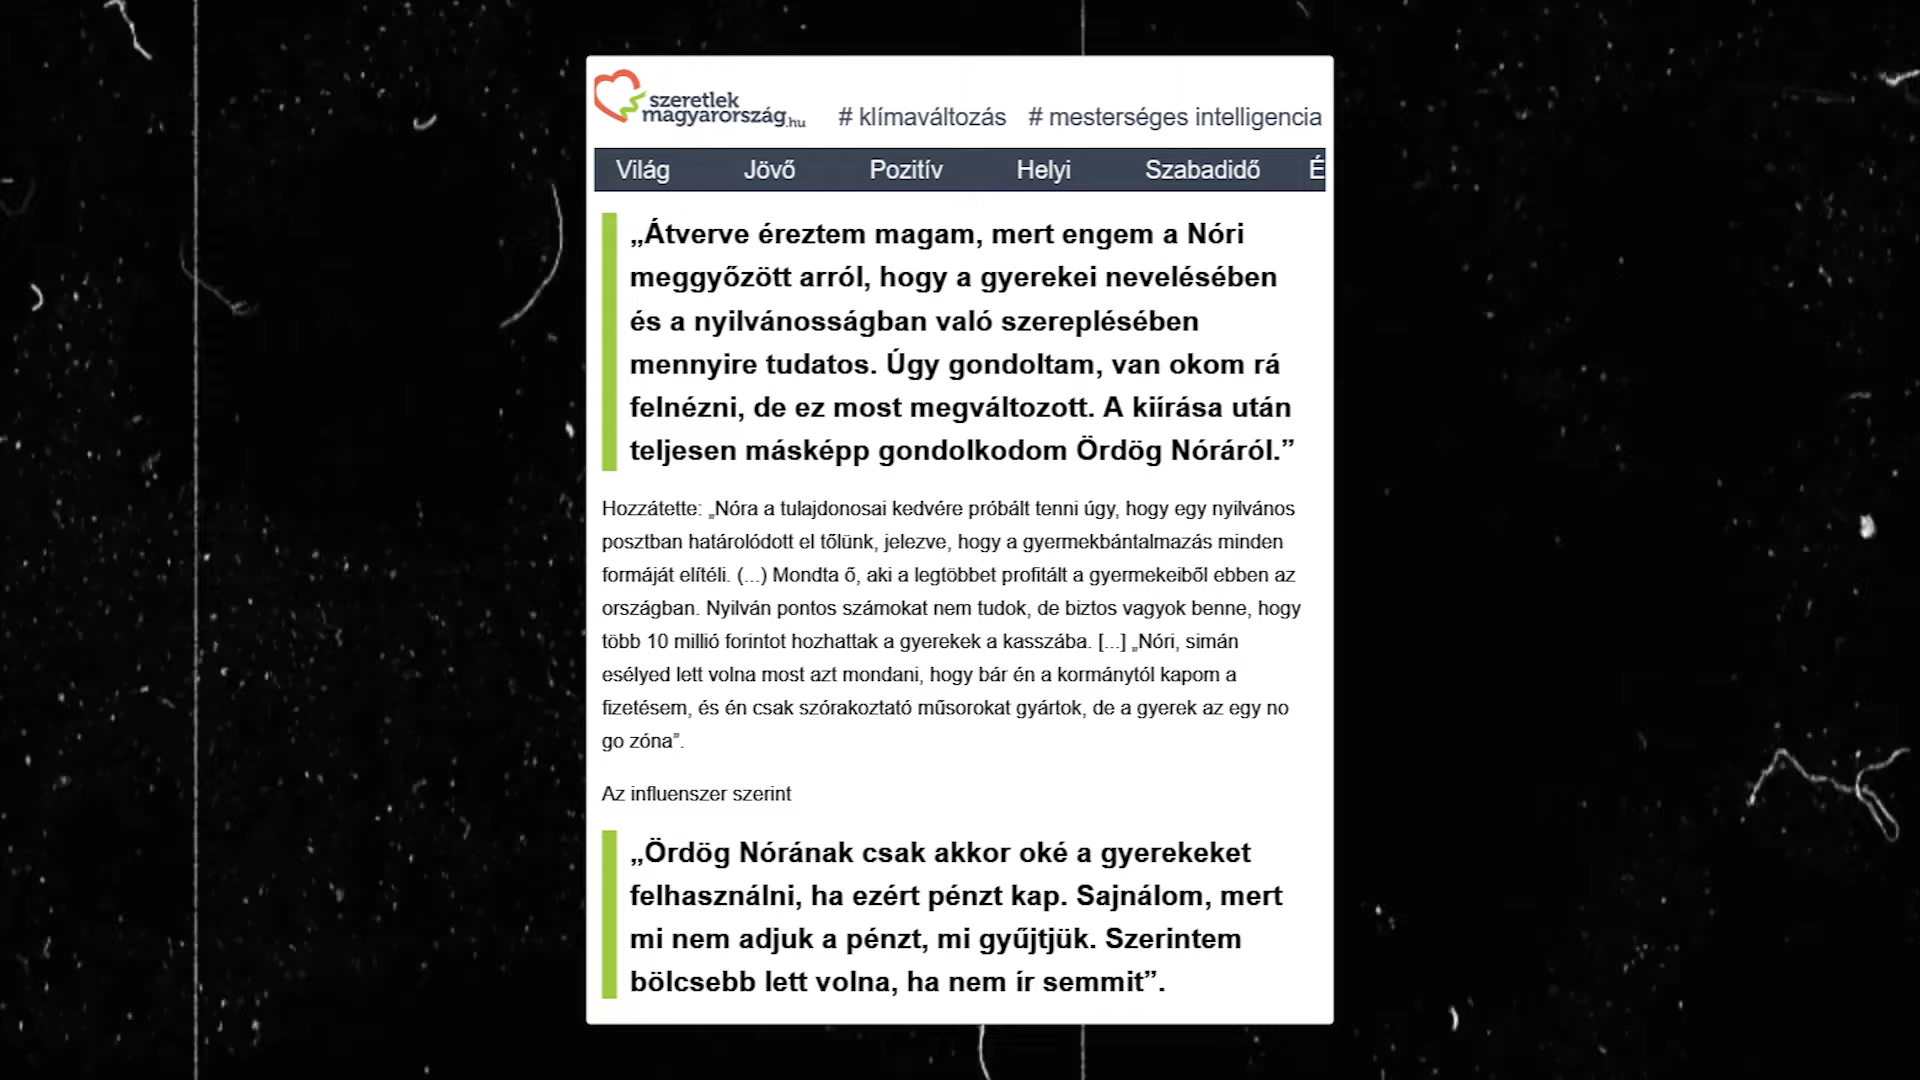 szeretlek
magyarország.hu
# klímaváltozás # mesterséges intelligencia
Világ Jövő Pozitív Helyi Szabadidő É
„Átverve éreztem magam, mert engem a Nóri
meggyőzött arról, hogy a gyerekei nevelésében
és a nyilvánosságban való szereplésében
mennyire tudatos. Úgy gondoltam, van okom rá
felnézni, de ez most megváltozott. A kiírása után
teljesen másképp gondolkodom Ördög Nóráról.”
Hozzátette: „Nóra a tulajdonosai kedvére próbált tenni úgy, hogy egy nyilvános
posztban határolódott el tőlünk, jelezve, hogy a gyermekbántalmazás minden
formáját elítéli. (...) Mondta ő, aki a legtöbbet profitált a gyermekeiből ebben az
országban. Nyilván pontos számokat nem tudok, de biztos vagyok benne, hogy
több 10 millió forintot hozhattak a gyerekek a kasszába. [...] „Nóri, simán
esélyed lett volna most azt mondani, hogy bár én a kormánytól kapom a
fizetésem, és én csak szórakoztató műsorokat gyártok, de a gyerek az egy no
go zóna”.
Az influenszer szerint
„Ördög Nórának csak akkor oké a gyerekeket
felhasználni, ha ezért pénzt kap. Sajnálom, mert
mi nem adjuk a pénzt, mi gyűjtjük. Szerintem
bölcsebb lett volna, ha nem ír semmit”.